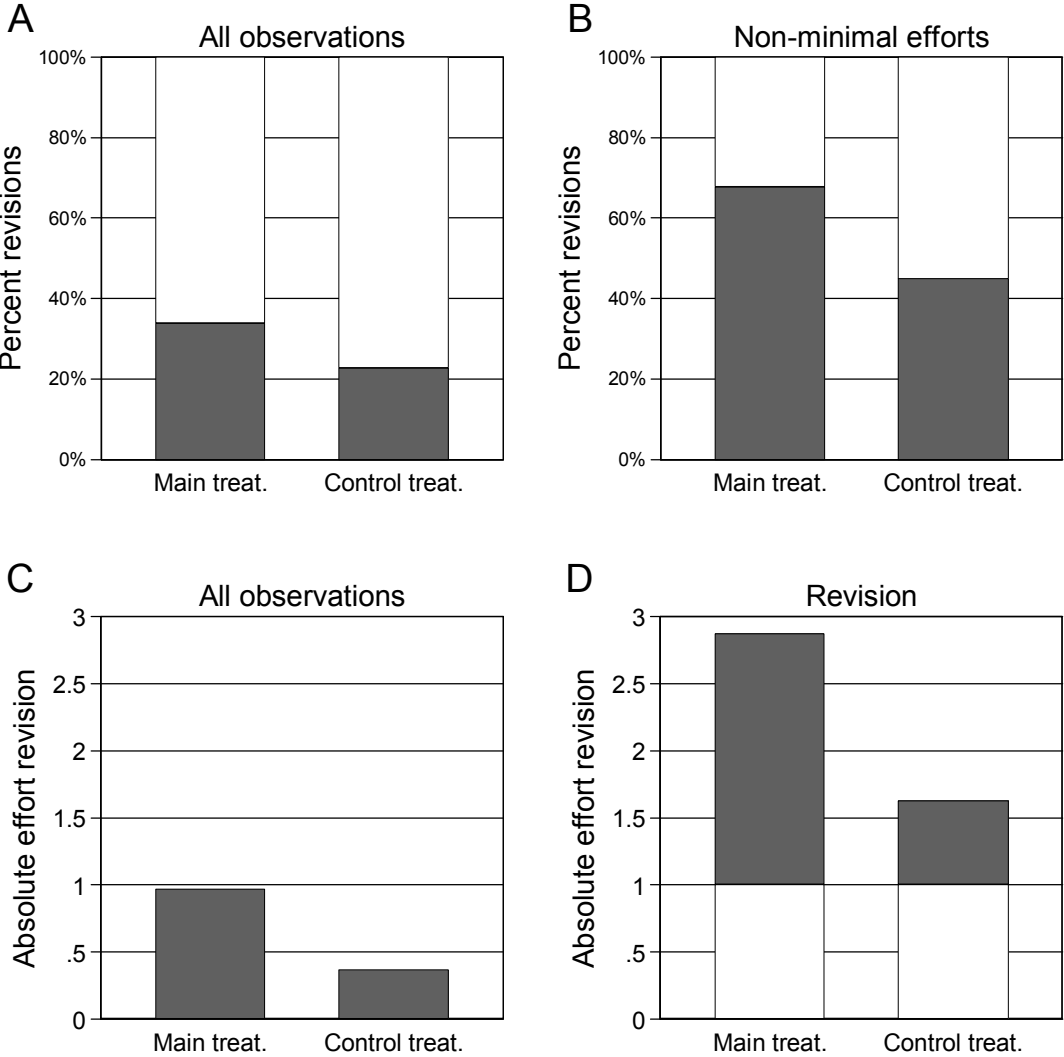 A
All observations
100%
80%
60%
40%
20%
0%
Percent revisions
Main treat.
Control treat.
B
Non-minimal efforts
100%
80%
60%
40%
20%
0%
Percent revisions
Main treat.
Control treat.
C
All observations
3
2.5
2
1.5
1
.5
0
Absolute effort revision
Main treat.
Control treat.
D
Revision
3
2.5
2
1.5
1
.5
0
Absolute effort revision
Main treat.
Control treat.